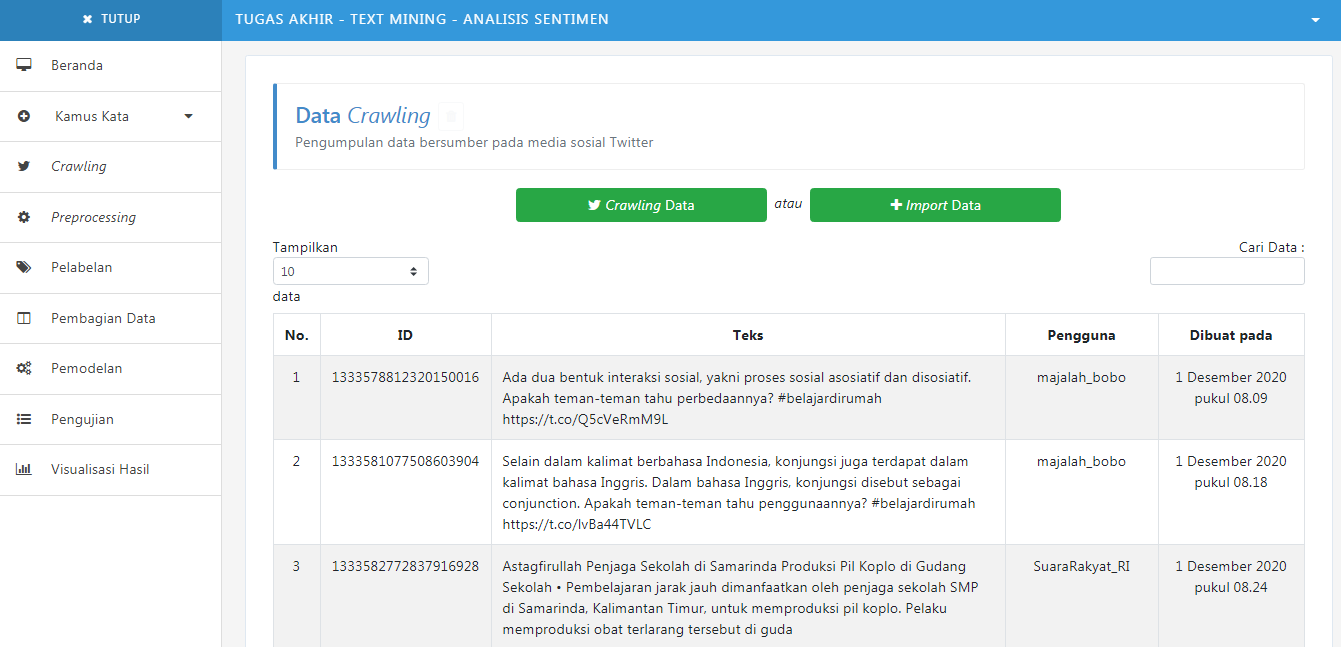 TUTUP
TUGAS AKHIR - TEXT MINING - ANALISIS SENTIMEN
Beranda
Kamus Kata
Crawling
Preprocessing
Pelabelan
Pembagian Data
Pemodelan
Pengujian
Visualisasi Hasil
Data Crawling
Pengumpulan data bersumber pada media sosial Twitter
Crawling Data atau Import Data
Tampilkan
10
data
Cari Data :
No. ID Teks Pengguna Dibuat pada
1 1333578812320150016 Ada dua bentuk interaksi sosial, yakni proses sosial asosiatif dan disosiatif. majalah_bobo 1 Desember 2020
Apakah teman-teman tahu perbedaannya? #belajardirumah pukul 08.09
https://t.co/Q5cVeRmM9L
2 1333581077508603904 Selain dalam kalimat berbahasa Indonesia, konjungsi juga terdapat dalam majalah_bobo 1 Desember 2020
kalimat bahasa Inggris. Dalam bahasa Inggris, konjungsi disebut sebagai pukul 08.18
conjunction. Apakah teman-teman tahu penggunaannya? #belajardirumah
https://t.co/lvBa44TVLC
3 1333582772837916928 Astagfirullah Penjaga Sekolah di Samarinda Produksi Pil Koplo di Gudang SuaraRakyat_RI 1 Desember 2020
Sekolah • Pembelajaran jarak jauh dimanfaatkan oleh penjaga sekolah SMP pukul 08.24
di Samarinda, Kalimantan Timur, untuk memproduksi pil koplo. Pelaku
memproduksi obat terlarang tersebut di guda